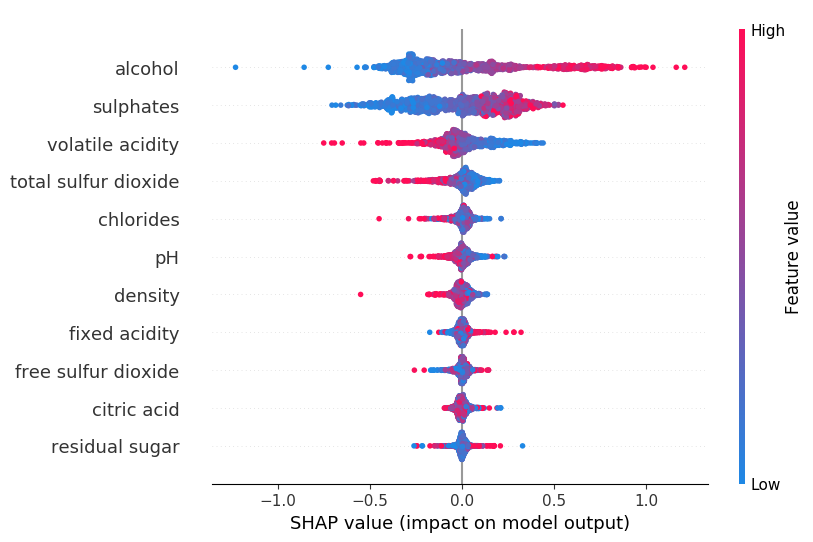 High
alcohol
sulphates
volatile acidity
total sulfur dioxide
chlorides
pH
density
fixed acidity
free sulfur dioxide
citric acid
residual sugar
Feature value
Low
−1.0 −0.5 0.0 0.5 1.0
SHAP value (impact on model output)